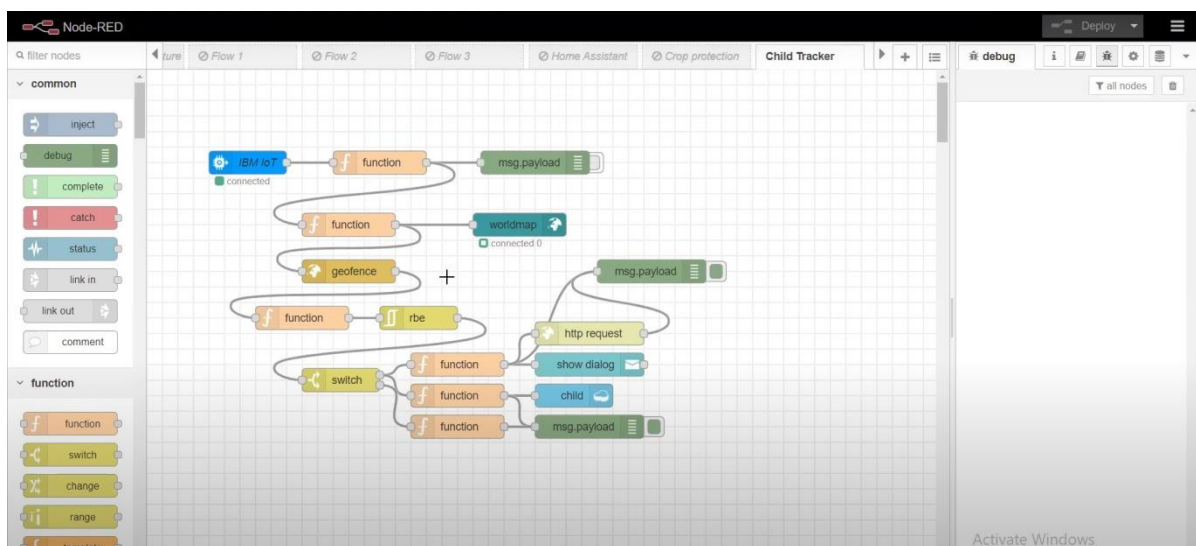 Node-RED
Deploy
filter nodes
ture
Flow 1
Flow 2
Flow 3
Home Assistant
Crop protection
Child Tracker
debug
i
all nodes
common
inject
debug
complete
catch
status
link in
link out
comment
function
function
switch
change
range
template
IBM IoT
connected
function
msg.payload
function
worldmap
connected 0
geofence
msg.payload
function
rbe
http request
switch
function
show dialog
function
child
function
msg.payload
Activate Windows